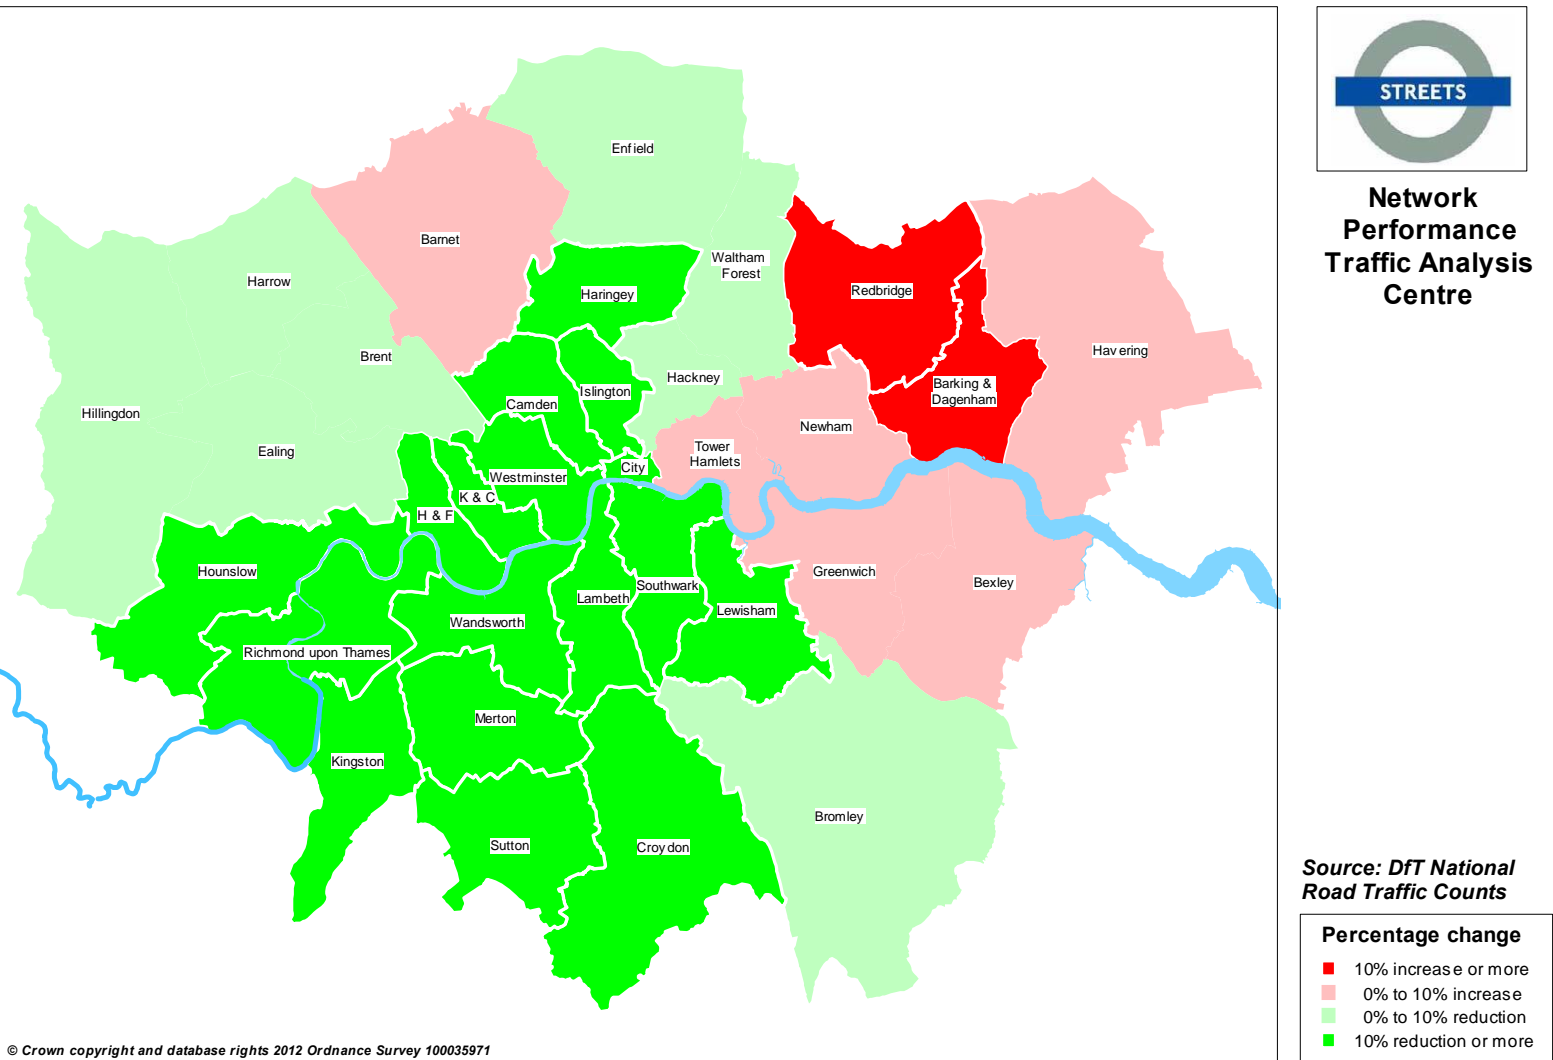 STREETS
Network
Performance
Traffic Analysis
Centre
Enfield
Barnet
Waltham
Forest
Harrow
Haringey
Redbridge
Havering
Brent
Hackney
Islington
Barking &
Dagenham
Camden
Hillingdon
Newham
Ealing
Tower
Hamlets
City
Westminster
K & C
H & F
Hounslow
Greenwich
Bexley
Southwark
Lambeth
Lewisham
Wandsworth
Richmond upon Thames
Merton
Kingston
Bromley
Sutton
Croydon
Source: DfT National
Road Traffic Counts
Percentage change
10% increase or more
0% to 10% increase
0% to 10% reduction
10% reduction or more
© Crown copyright and database rights 2012 Ordnance Survey 100035971